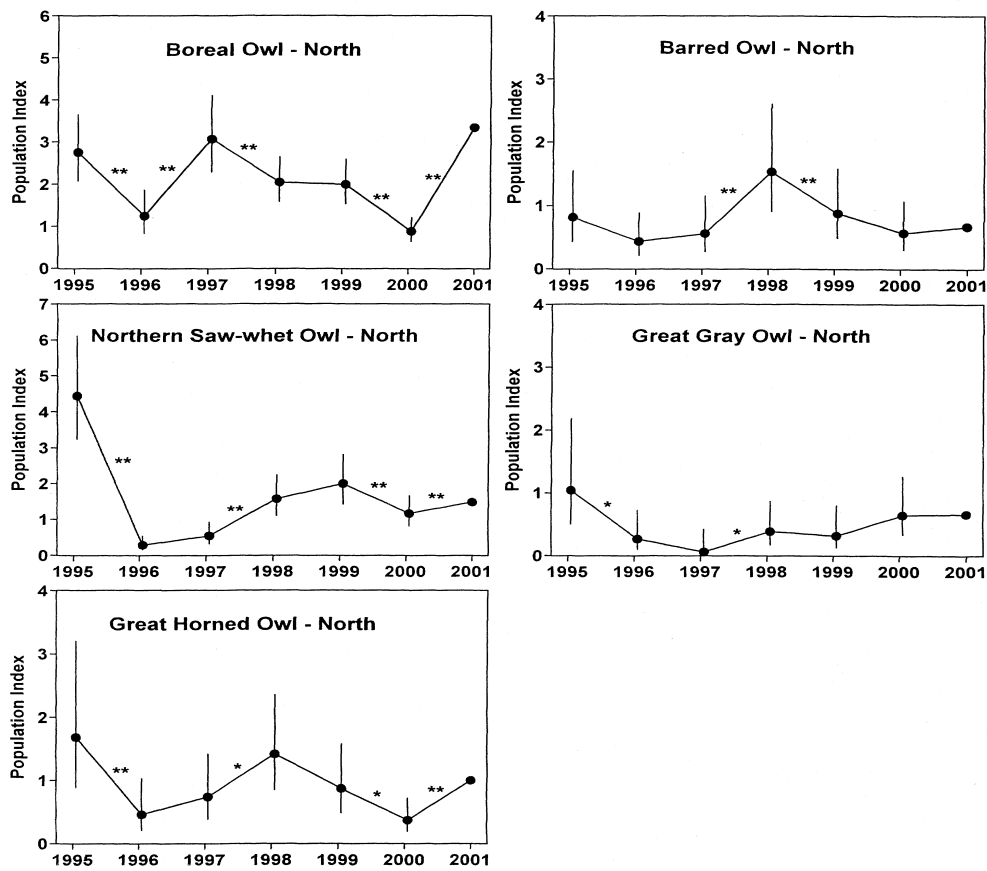 Boreal Owl - North
Population Index
6
5
4
3
2
1
0
** ** ** ** **
1995 1996 1997 1998 1999 2000 2001
Barred Owl - North
Population Index
4
3
2
1
0
** **
1995 1996 1997 1998 1999 2000 2001
Northern Saw-whet Owl - North
Population Index
7
6
5
4
3
2
1
0
** ** ** **
1995 1996 1997 1998 1999 2000 2001
Great Gray Owl - North
Population Index
4
3
2
1
0
* *
1995 1996 1997 1998 1999 2000 2001
Great Horned Owl - North
Population Index
4
3
2
1
0
** * * **
1995 1996 1997 1998 1999 2000 2001